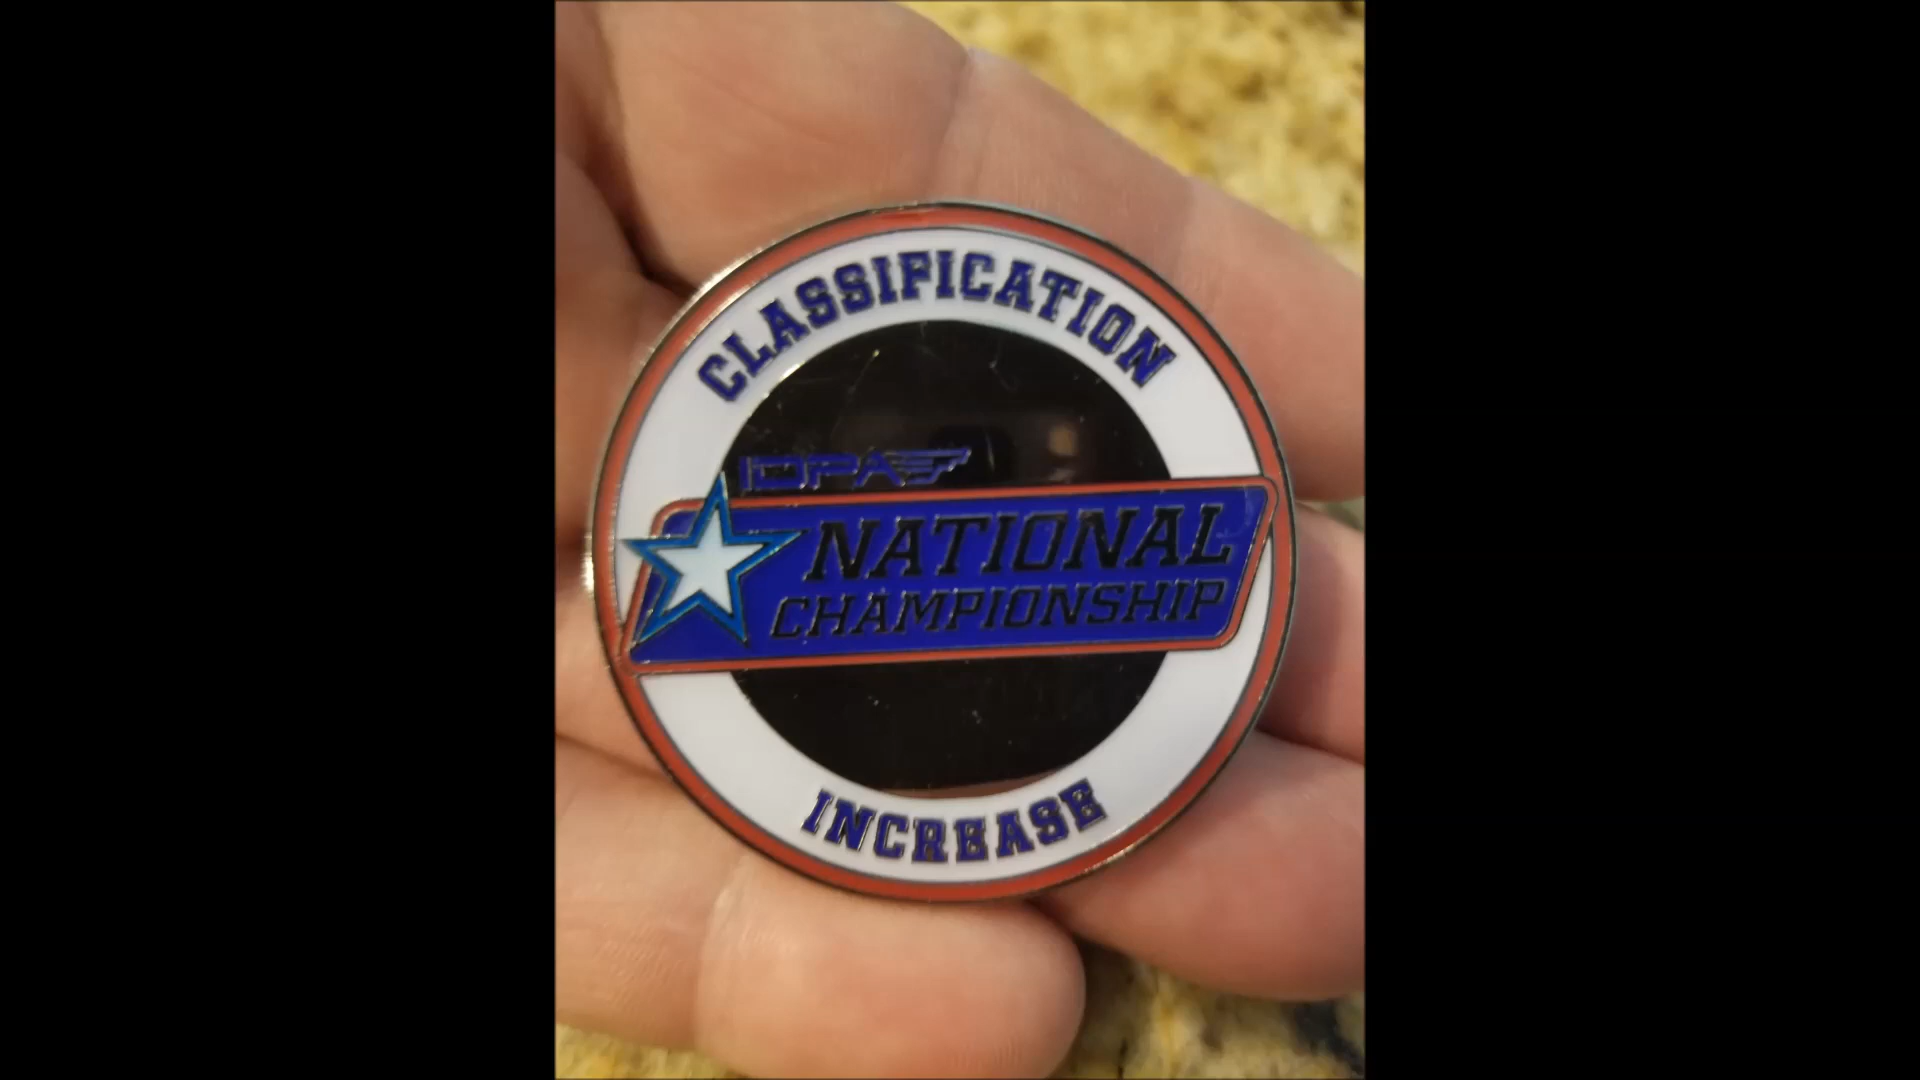 CLASSIFICATION
IDPA
NATIONAL
CHAMPIONSHIP
INCREASE